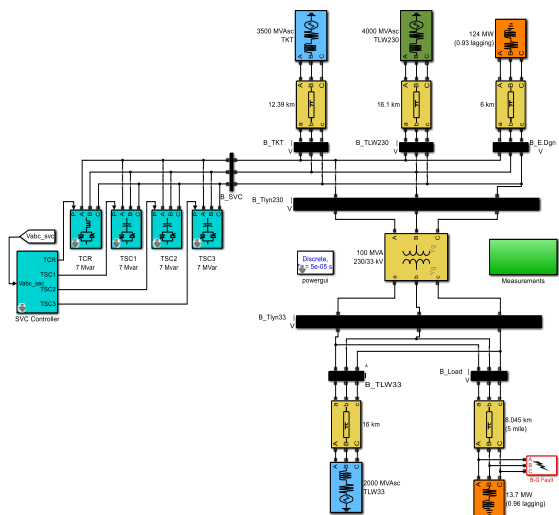 3500 MVAsc
TKT
4000 MVAsc
TLW230
124 MW
(0.93 lagging)
A B C
A B C
A B C
12.39 km
16.1 km
6 km
a b c
a b c
a b c
B_TKT
V
B_TLW230
V
B_E.Dgn
V
B_SVC
B_Tlyn230
V
P A B C
P A B C
P A B C
P A B C
TCR
7 Mvar
TSC1
7 Mvar
TSC2
7 Mvar
TSC3
7 MVar
Vabc_svc
Vabc_sec
TCR
TSC1
TSC2
TSC3
SVC Controller
Discrete,
= 5e-05 s.
powergui
100 MVA
230/33 kV
A B C
Yg
Yg
a b c
Measurements
B_Tlyn33
V
B_TLW33
B_Load
V
a b c
16 km
A B C
2000 MVAsc
TLW33
a b c
8.045 km
(5 mile)
A B C
A
B
C
B-G Fault
13.7 MW
(0.96 lagging)